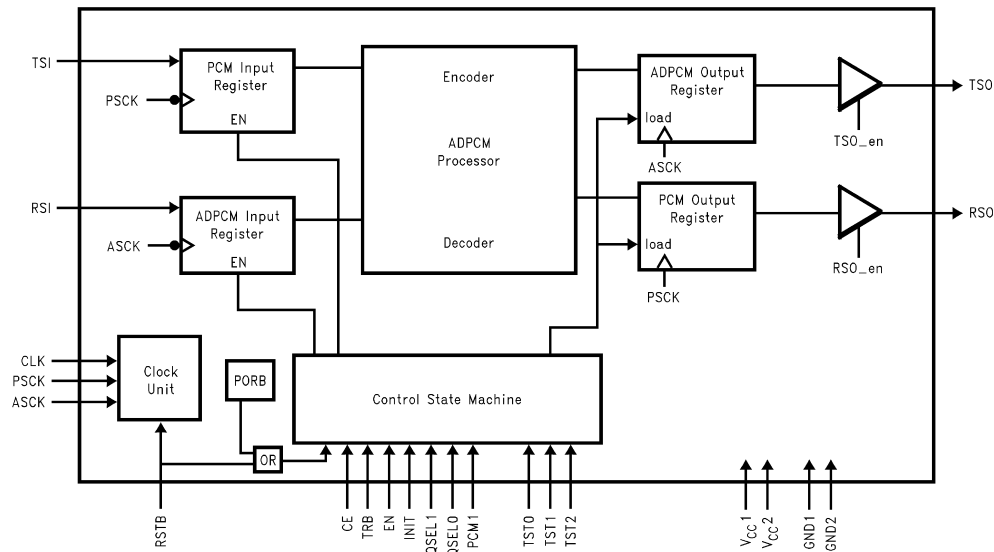 TSI
PCM Input
Register
PSCK
EN
Encoder
ADPCM
Processor
Decoder
ADPCM Output
Register
load
ASCK
TSO
TSO_en
RSI
ADPCM Input
Register
ASCK
EN
PCM Output
Register
load
PSCK
RSO
RSO_en
CLK
PSCK
ASCK
Clock
Unit
PORB
OR
Control State Machine
RSTB
CE
TRB
EN
INIT
QSEL1
QSEL0
PCM1
TST0
TST1
TST2
VCC1
VCC2
GND1
GND2